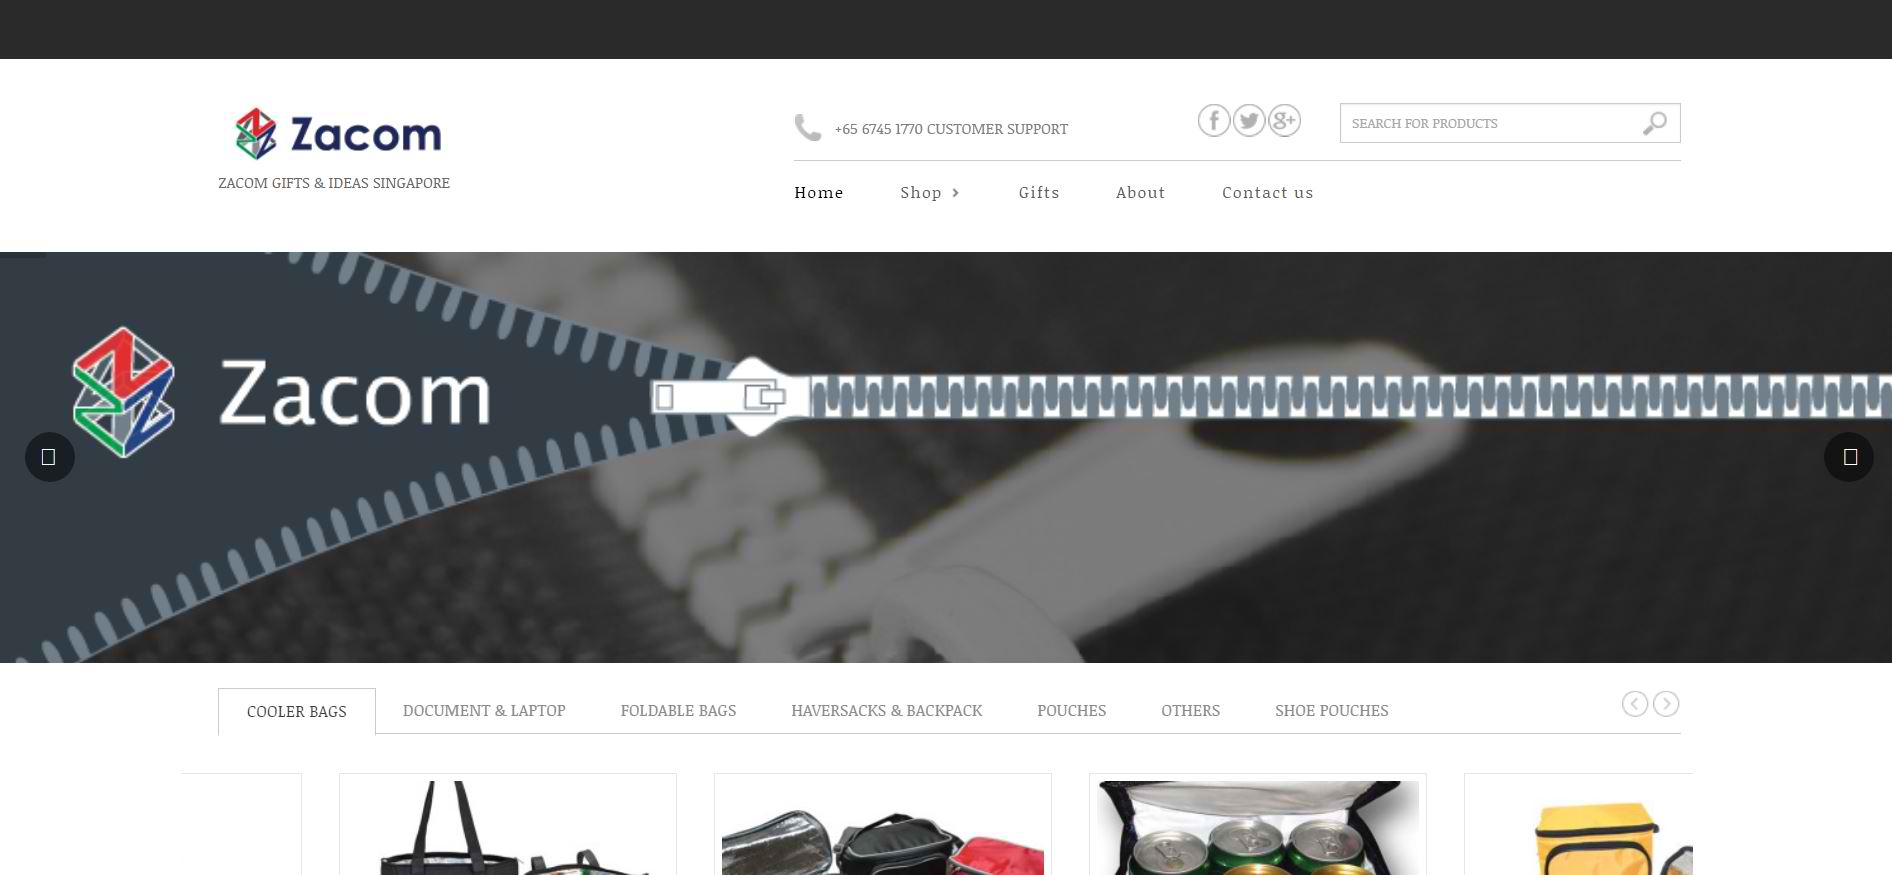 Zacom
ZACOM GIFTS & IDEAS SINGAPORE
+65 6745 1770 CUSTOMER SUPPORT
SEARCH FOR PRODUCTS
Home Shop Gifts About Contact us
Zacom
COOLER BAGS DOCUMENT & LAPTOP FOLDABLE BAGS HAVERSACKS & BACKPACK POUCHES OTHERS SHOE POUCHES